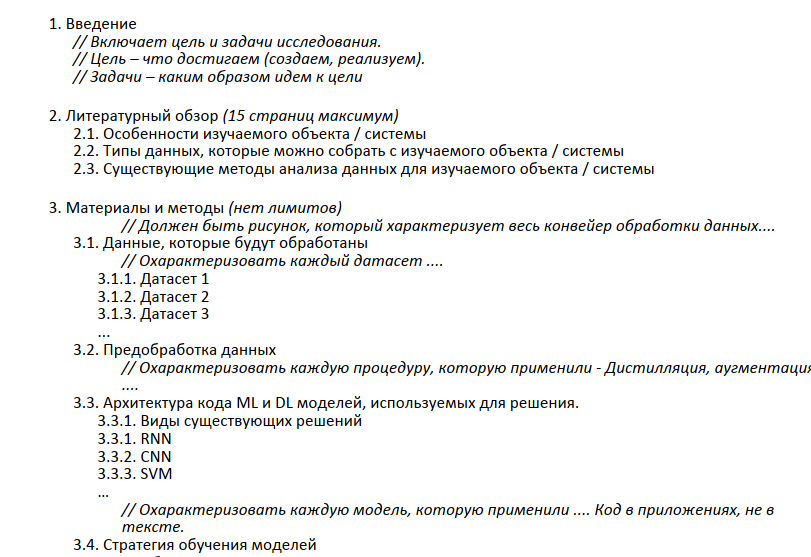 1. Введение
// Включает цель и задачи исследования.
// Цель – что достигаем (создаем, реализуем).
// Задачи – каким образом идем к цели
2. Литературный обзор (15 страниц максимум)
2.1. Особенности изучаемого объекта / системы
2.2. Типы данных, которые можно собрать с изучаемого объекта / системы
2.3. Существующие методы анализа данных для изучаемого объекта / системы
3. Материалы и методы (нет лимитов)
// Должен быть рисунок, который характеризует весь конвейер обработки данных....
3.1. Данные, которые будут обработаны
// Охарактеризовать каждый датасет ....
3.1.1. Датасет 1
3.1.2. Датасет 2
3.1.3. Датасет 3
...
3.2. Предобработка данных
// Охарактеризовать каждую процедуру, которую применили - Дистилляция, аугментация
....
3.3. Архитектура кода ML и DL моделей, используемых для решения.
3.3.1. Виды существующих решений
3.3.1. RNN
3.3.2. CNN
3.3.3. SVM
...
// Охарактеризовать каждую модель, которую применили .... Код в приложениях, не в
тексте.
3.4. Стратегия обучения моделей